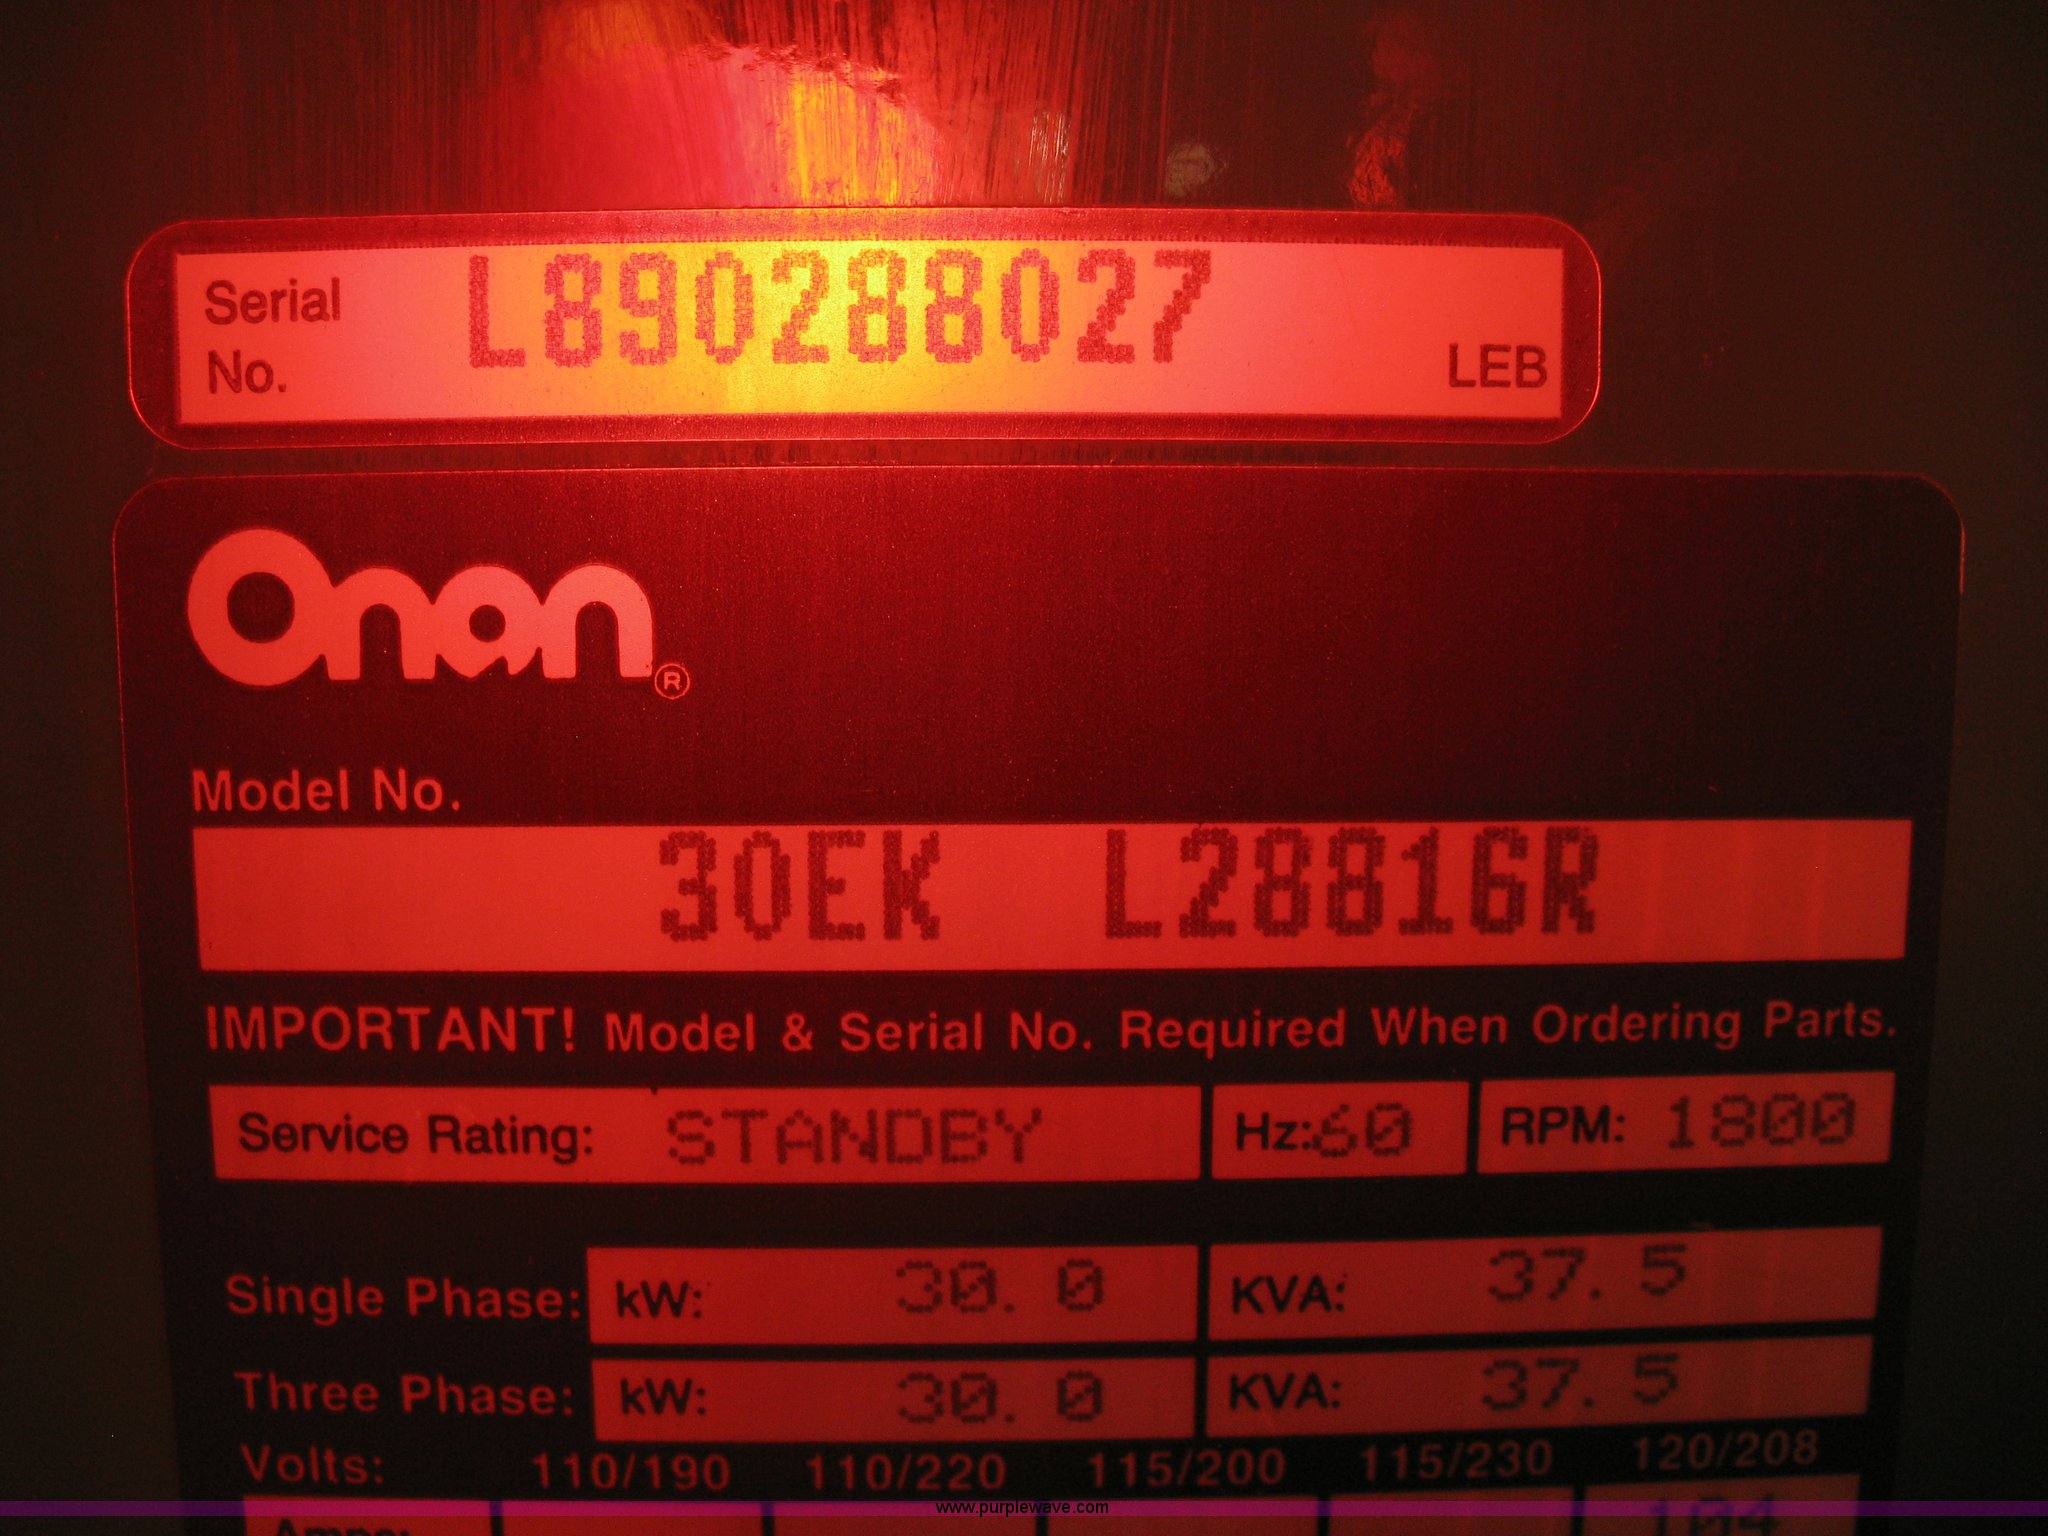 Serial No. L890288027 LEB
Onan®
Model No.
30EK L28816R
IMPORTANT! Model & Serial No. Required When Ordering Parts.
Service Rating: STANDBY Hz: 60 RPM: 1800
Single Phase: kW: 30.0 KVA: 37.5
Three Phase: kW: 30.0 KVA: 37.5
Volts: 110/190 110/220 115/200 115/230 120/208
Amps: 104
www.purplewave.com